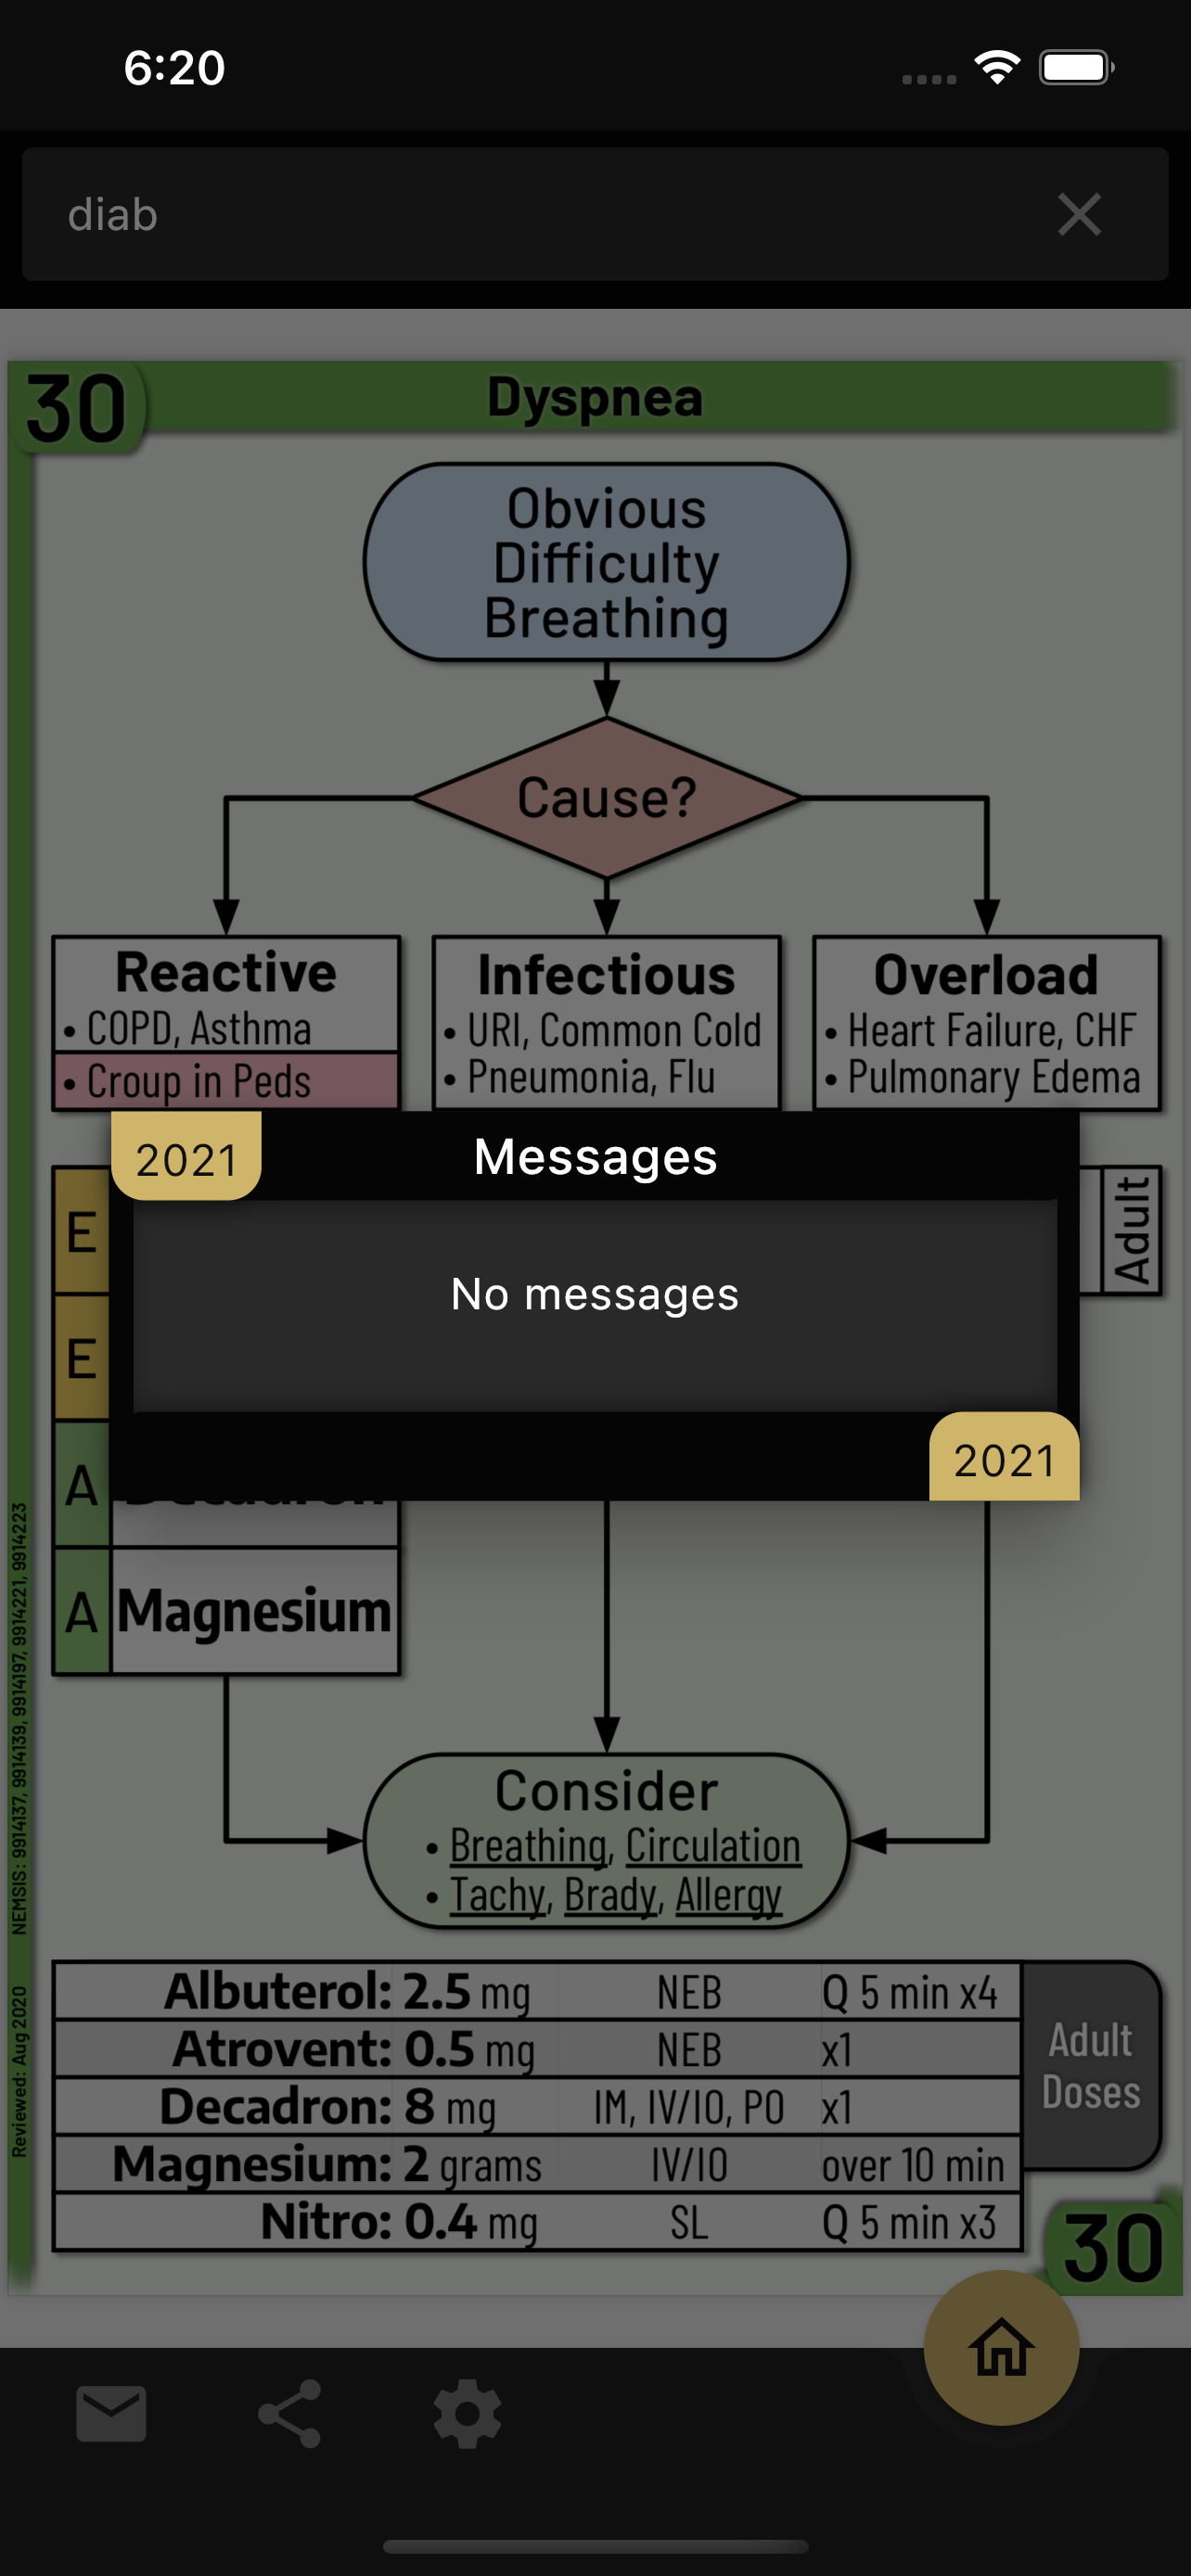 6:20
diab
30
Dyspnea
Obvious
Difficulty
Breathing
Cause?
Reactive
• COPD, Asthma
• Croup in Peds
Infectious
• URI, Common Cold
• Pneumonia, Flu
Overload
• Heart Failure, CHF
• Pulmonary Edema
2021
Messages
No messages
2021
E
E
A
A
Magnesium
Adult
Consider
• Breathing, Circulation
• Tachy, Brady, Allergy
Albuterol: 2.5 mg NEB Q 5 min x4
Atrovent: 0.5 mg NEB x1
Decadron: 8 mg IM, IV/IO, PO x1
Magnesium: 2 grams IV/IO over 10 min
Nitro: 0.4 mg SL Q 5 min x3
Adult
Doses
30
Reviewed: Aug 2020 NEMSIS: 9914137, 9914139, 9914197, 9914221, 9914223